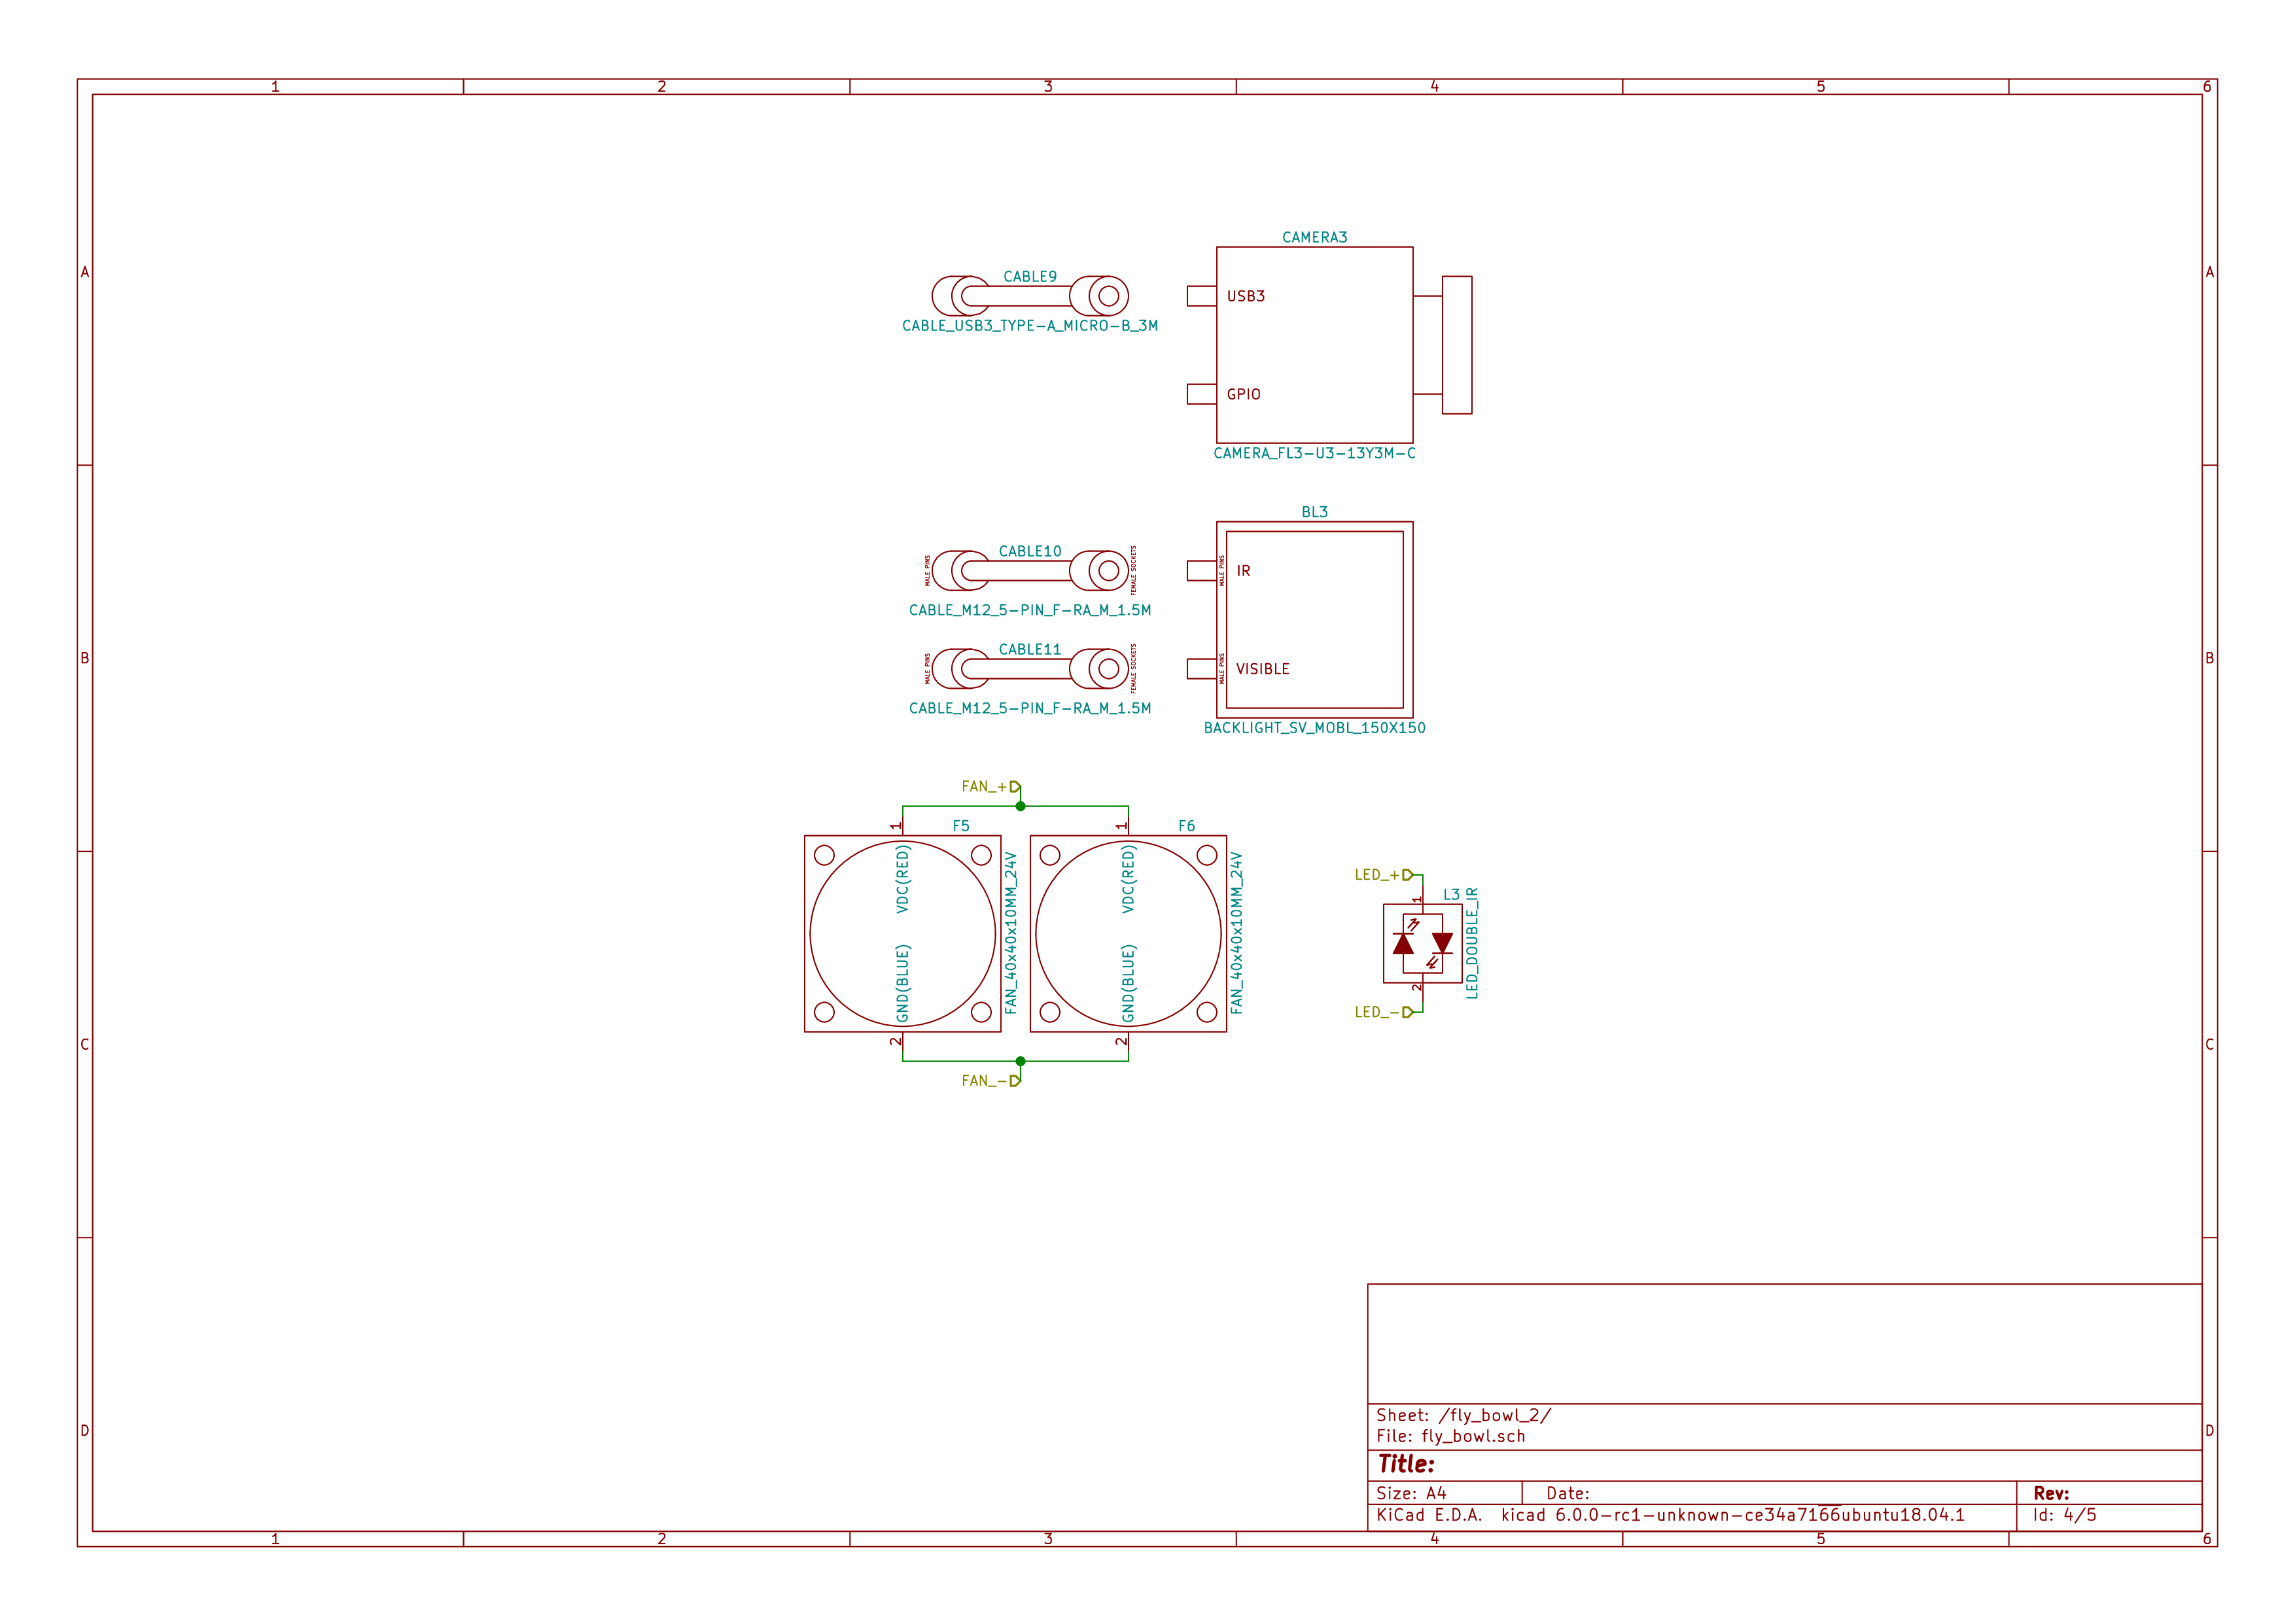 1 2 3 4 5 6
A A
CAMERA3
CABLE9
USB3
CABLE_USB3_TYPE-A_MICRO-B_3M
GPIO
CAMERA_FL3-U3-13Y3M-C
BL3
CABLE10
MALE PINS
FEMALE SOCKETS
MALE PINS
IR
CABLE_M12_5-PIN_F-RA_M_1.5M
B B
CABLE11
MALE PINS
FEMALE SOCKETS
MALE PINS
VISIBLE
CABLE_M12_5-PIN_F-RA_M_1.5M
BACKLIGHT_SV_MOBL_150X150
FAN_+
1 F5
VDC(RED)
GND(BLUE)
FAN_40x40x10MM_24V
2
1 F6
VDC(RED)
GND(BLUE)
FAN_40x40x10MM_24V
2
FAN_-
LED_+
1 L3
LED_DOUBLE_IR
2
LED_-
C C
D D
Sheet: /fly_bowl_2/
File: fly_bowl.sch
Title:
Size: A4 Date: Rev:
KiCad E.D.A. kicad 6.0.0-rc1-unknown-ce34a7166ubuntu18.04.1 Id: 4/5
1 2 3 4 5 6